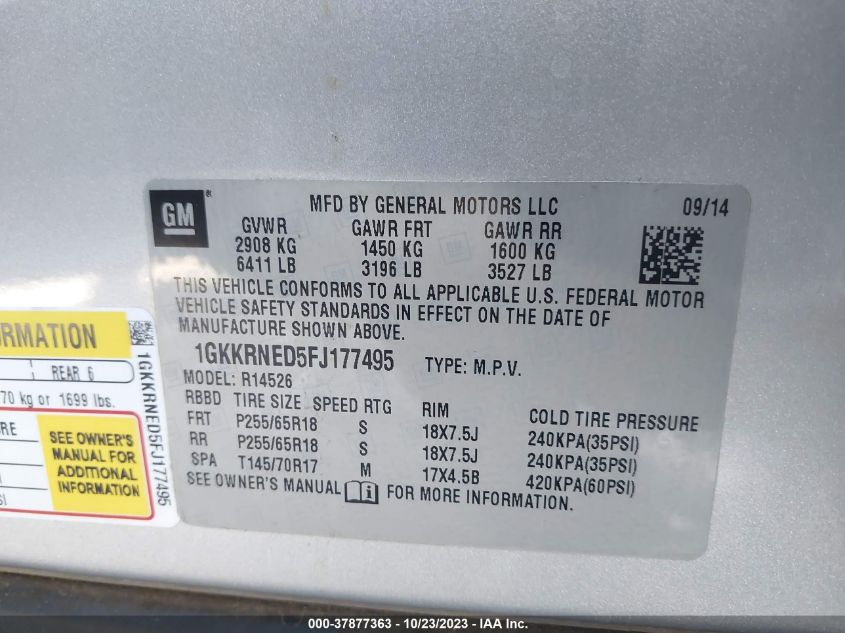 GM ®
MFD BY GENERAL MOTORS LLC 09/14
GVWR GAWR FRT GAWR RR
2908 KG 1450 KG 1600 KG
6411 LB 3196 LB 3527 LB
THIS VEHICLE CONFORMS TO ALL APPLICABLE U.S. FEDERAL MOTOR
VEHICLE SAFETY STANDARDS IN EFFECT ON THE DATE OF
MANUFACTURE SHOWN ABOVE.
1GKKRNED5FJ177495 TYPE: M.P.V.
MODEL: R14526
RBBD TIRE SIZE SPEED RTG RIM COLD TIRE PRESSURE
FRT P255/65R18 S 18X7.5J 240KPA(35PSI)
RR P255/65R18 S 18X7.5J 240KPA(35PSI)
SPA T145/70R17 M 17X4.5B 420KPA(60PSI)
SEE OWNER'S MANUAL i FOR MORE INFORMATION.
ORMATION
REAR 6
70 kg or 1699 lbs.
RE
SEE OWNER'S
MANUAL FOR
ADDITIONAL
INFORMATION
SI
1GKKRNED5FJ177495
000-37877363 | 10/23/2023 | © IAA Inc.